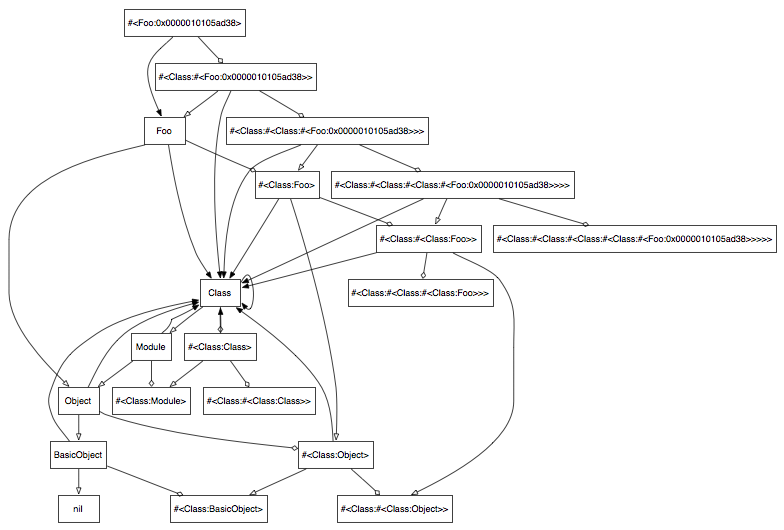 #<Foo:0x0000010105ad38>
#<Class:#<Foo:0x0000010105ad38>>
Foo
#<Class:#<Class:#<Foo:0x0000010105ad38>>>
#<Class:Foo>
#<Class:#<Class:#<Class:#<Foo:0x0000010105ad38>>>>
#<Class:#<Class:Foo>>
#<Class:#<Class:#<Class:#<Class:#<Foo:0x0000010105ad38>>>>>
Class
#<Class:#<Class:#<Class:Foo>>>
Module
#<Class:Class>
Object
#<Class:Module>
#<Class:#<Class:Class>>
BasicObject
#<Class:Object>
nil
#<Class:BasicObject>
#<Class:#<Class:Object>>